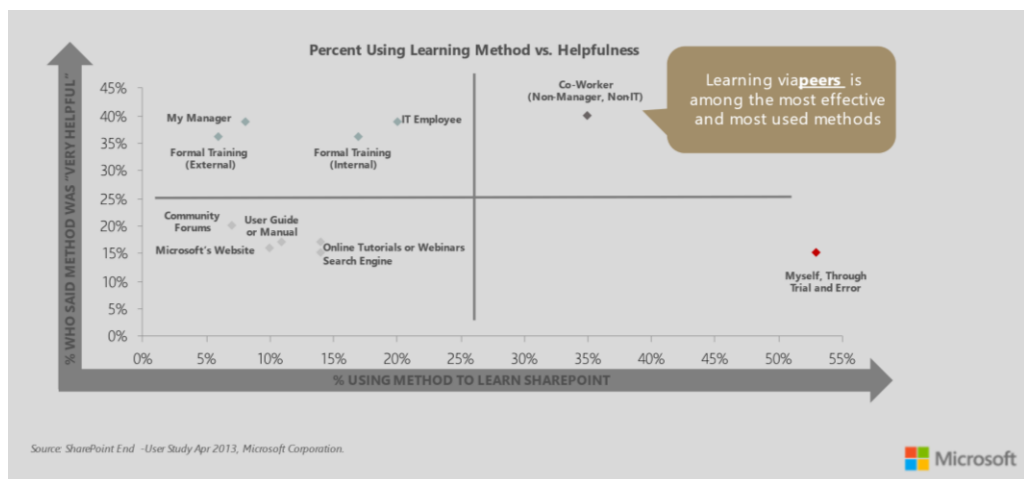 Percent Using Learning Method vs. Helpfulness
% WHO SAID METHOD WAS "VERY HELPFUL"
45%
40%
35%
30%
25%
20%
15%
10%
5%
0%
My Manager
IT Employee
Formal Training
(External)
Formal Training
(Internal)
Co-Worker
(Non-Manager, NonIT)
Learning viapeers is
among the most effective
and most used methods
Community
Forums
User Guide
or Manual
Microsoft's Website
Online Tutorials or Webinars
Search Engine
Myself, Through
Trial and Error
0% 5% 10% 15% 20% 25% 30% 35% 40% 45% 50% 55%
% USING METHOD TO LEARN SHAREPOINT
Source: SharePoint End -User Study Apr 2013, Microsoft Corporation.
Microsoft